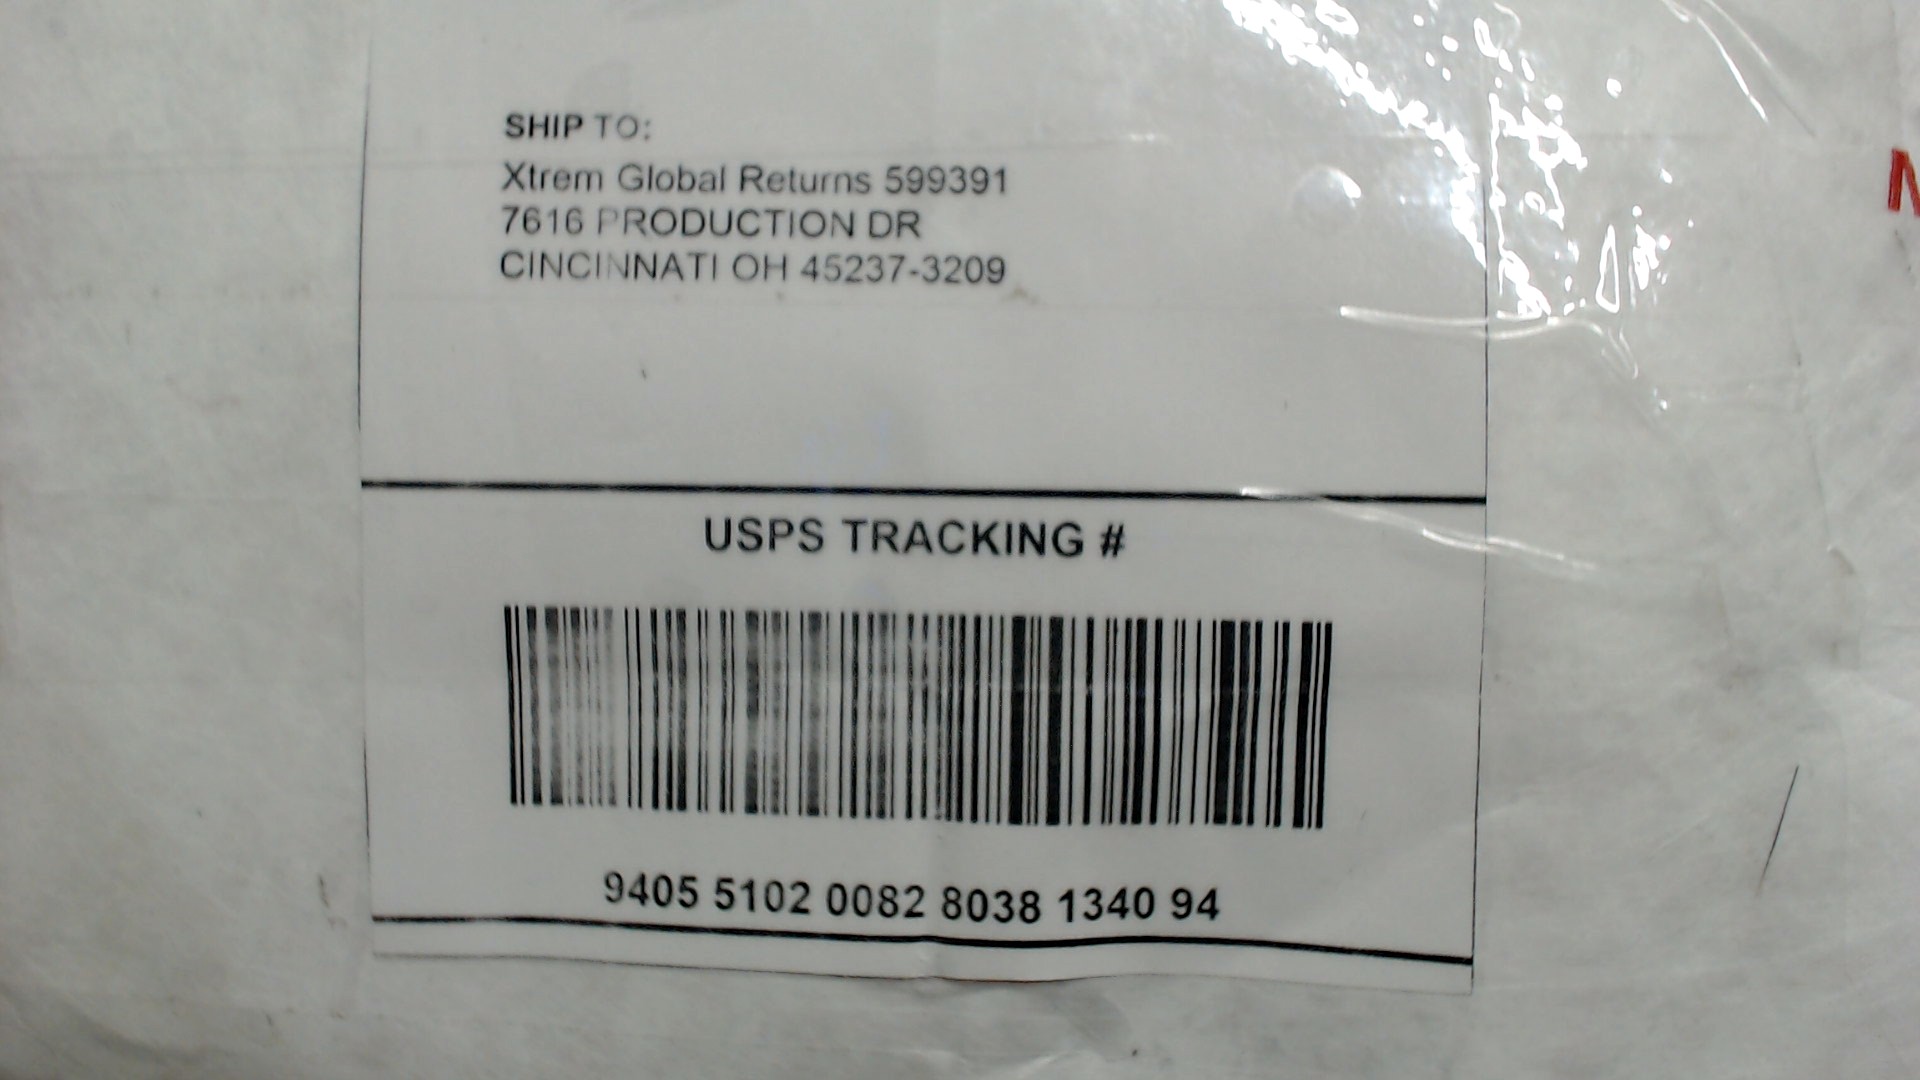 SHIP TO:
Xtrem Global Returns 599391
7616 PRODUCTION DR
CINCINNATI OH 45237-3209
USPS TRACKING #
9405 5102 0082 8038 1340 94